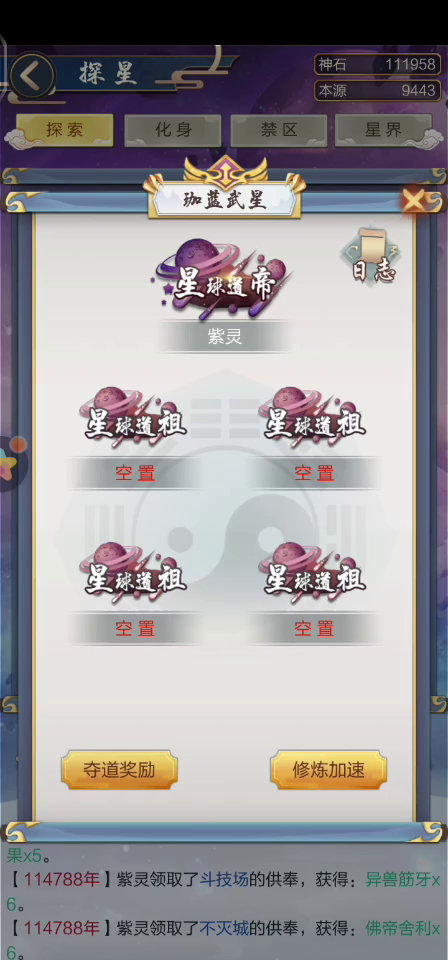 探星
神石 111958
本源 9443
探索 化身 禁区 星界
珈蓝武星
日志
星球道帝
紫灵
星球道祖 星球道祖
空置 空置
星球道祖 星球道祖
空置 空置
夺道奖励 修炼加速
果x5。
【114788年】紫灵领取了斗技场的供奉，获得：异兽筋牙x
6。
【114788年】紫灵领取了不灭城的供奉，获得：佛帝舍利x
6。